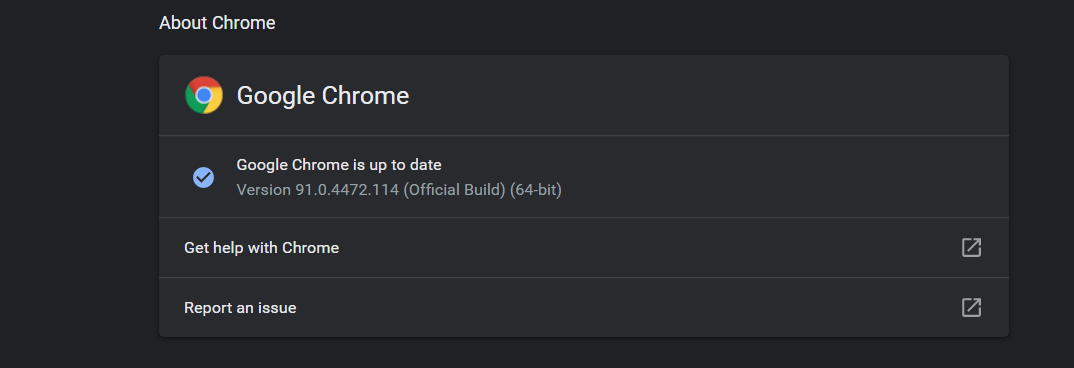 About Chrome
Google Chrome
Google Chrome is up to date
Version 91.0.4472.114 (Official Build) (64-bit)
Get help with Chrome
Report an issue